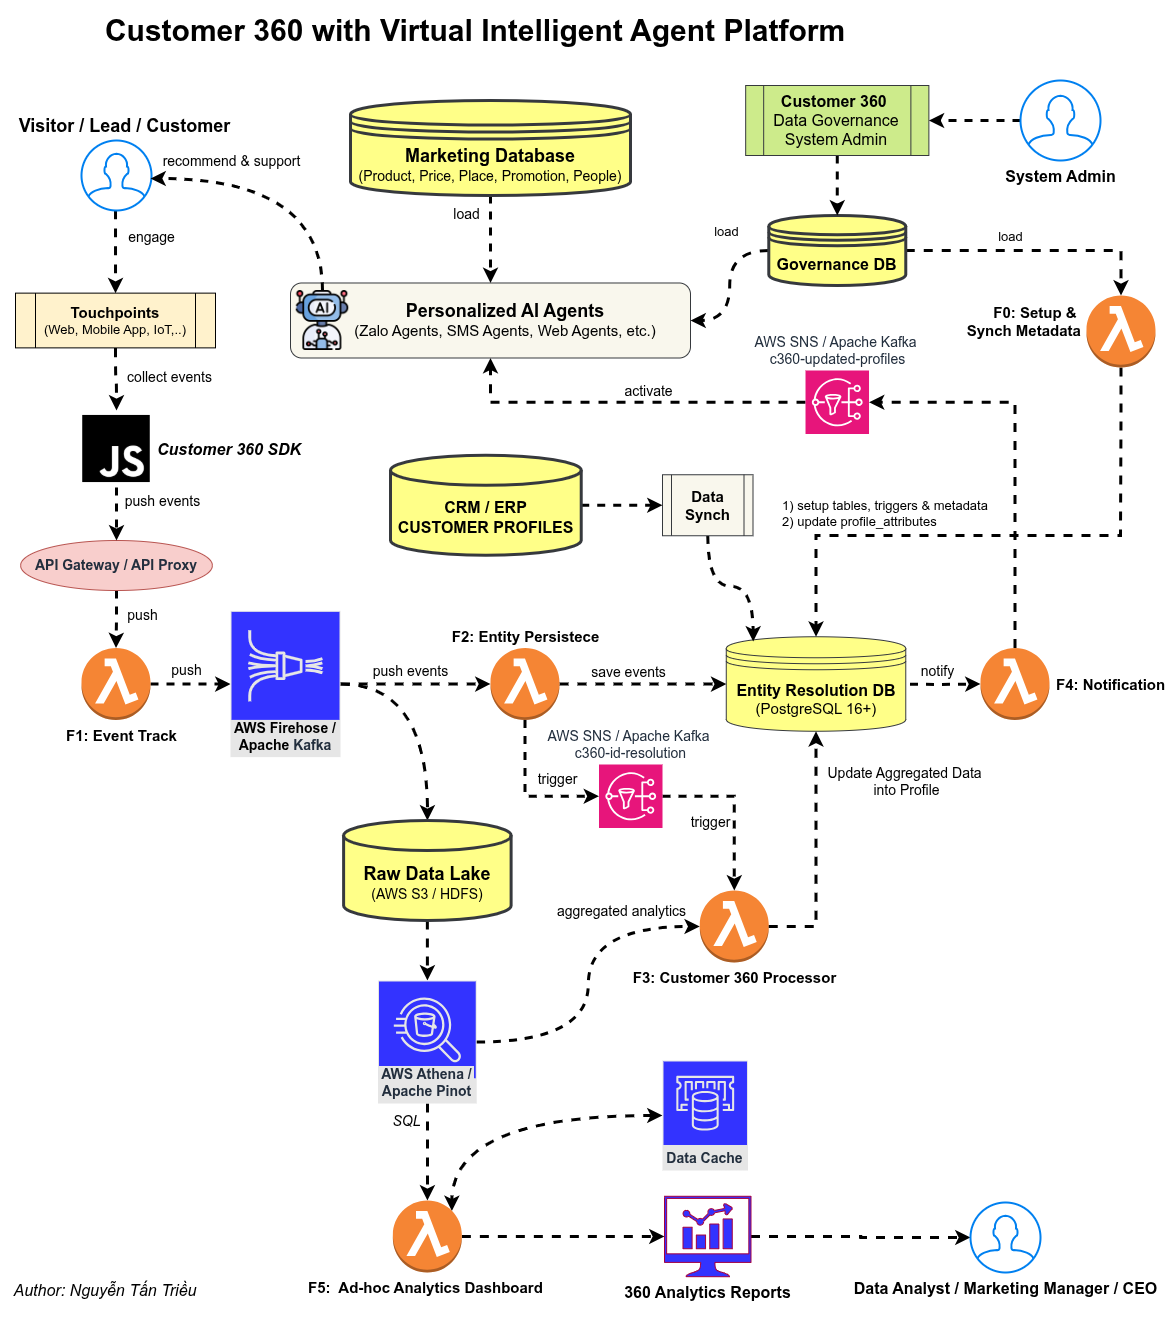 Customer 360 with Virtual Intelligent Agent Platform
Visitor / Lead / Customer
recommend & support
engage
Touchpoints
(Web, Mobile App, IoT,..)
collect events
JS
Customer 360 SDK
push events
API Gateway / API Proxy
push
F1: Event Track
push
AWS Firehose /
Apache Kafka
Marketing Database
(Product, Price, Place, Promotion, People)
load
AI
Personalized AI Agents
(Zalo Agents, SMS Agents, Web Agents, etc.)
Customer 360
Data Governance
System Admin
System Admin
Governance DB
load
load
F0: Setup &
Synch Metadata
AWS SNS / Apache Kafka
c360-updated-profiles
activate
CRM / ERP
CUSTOMER PROFILES
Data
Synch
1) setup tables, triggers & metadata
2) update profile_attributes
push events
F2: Entity Persistece
save events
Entity Resolution DB
(PostgreSQL 16+)
notify
F4: Notification
AWS SNS / Apache Kafka
c360-id-resolution
trigger
trigger
Update Aggregated Data
into Profile
Raw Data Lake
(AWS S3 / HDFS)
aggregated analytics
F3: Customer 360 Processor
AWS Athena /
Apache Pinot
SQL
Data Cache
F5: Ad-hoc Analytics Dashboard
360 Analytics Reports
Data Analyst / Marketing Manager / CEO
Author: Nguyễn Tấn Triều